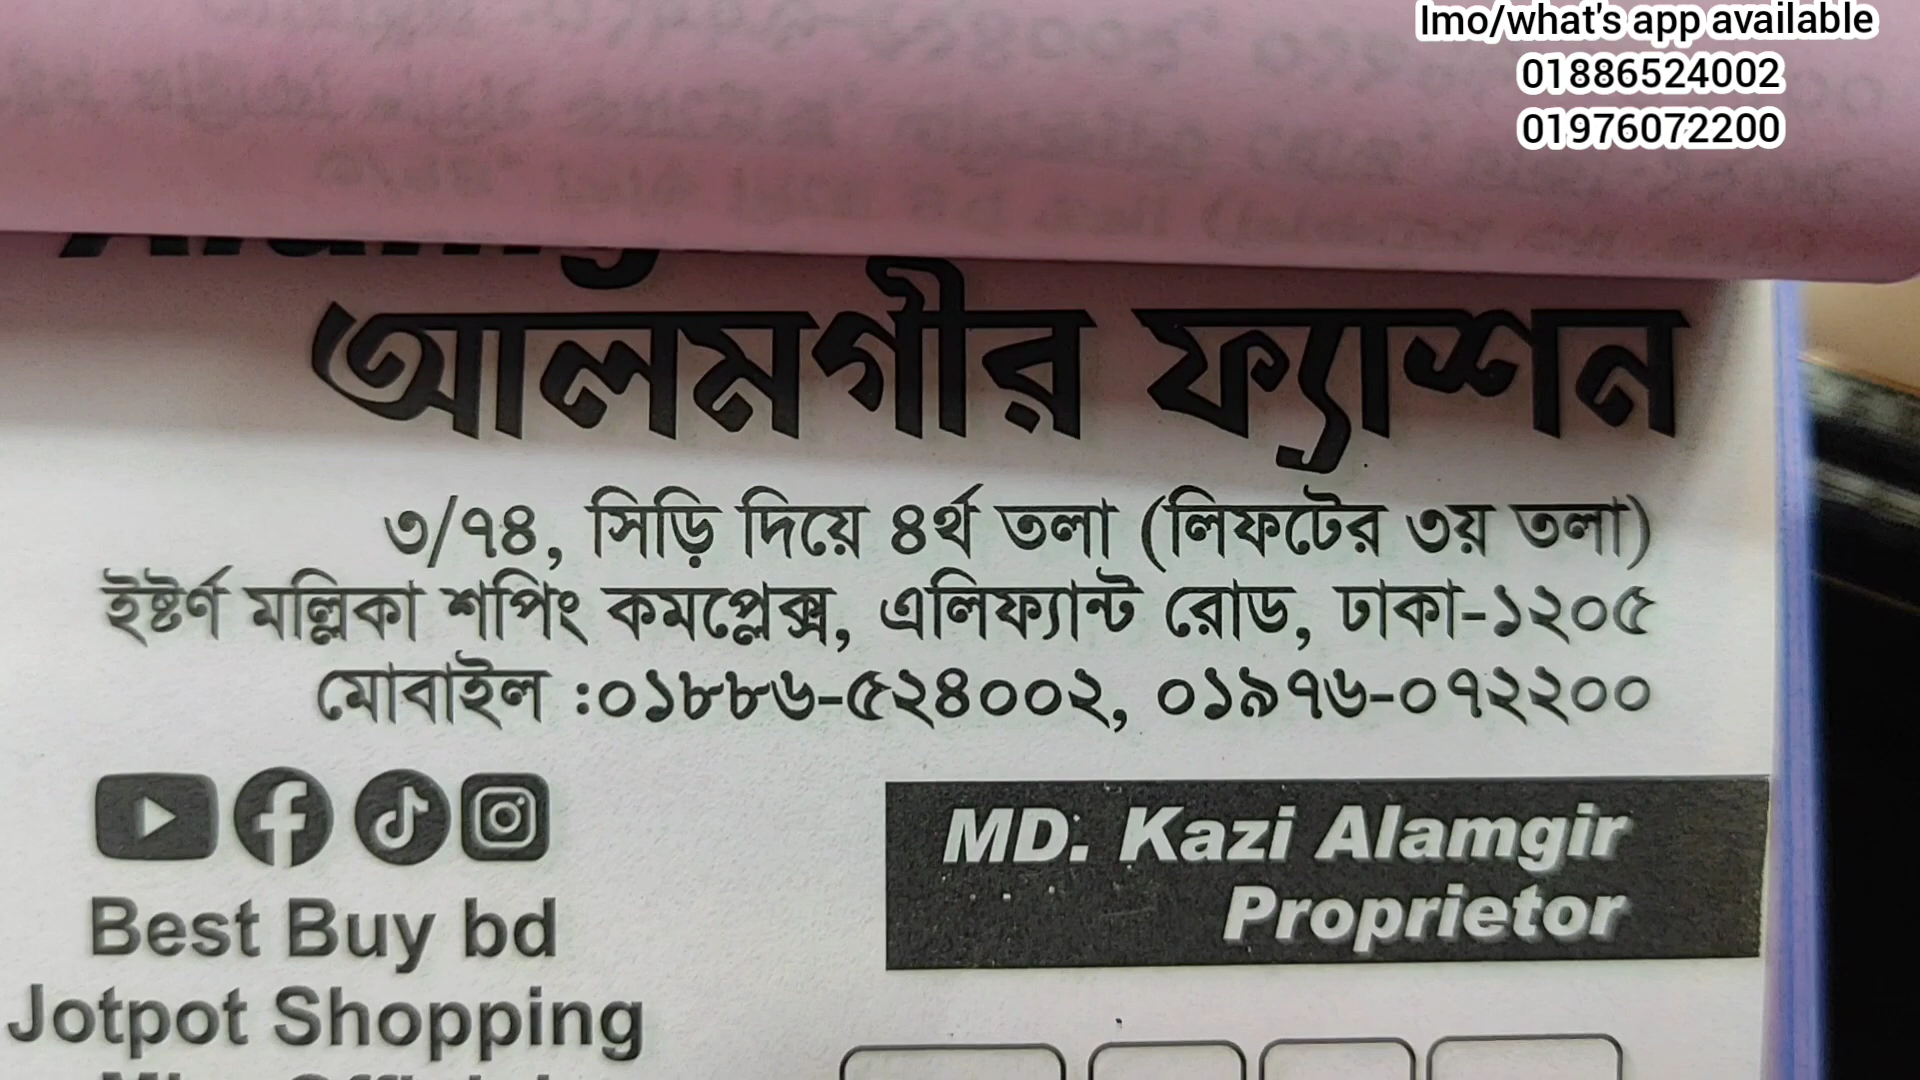 Imo/what's app available
01886524002
01976072200
আলমগীর ফ্যাশন
৩/৭৪, সিড়ি দিয়ে ৪র্থ তলা (লিফটের ৩য় তলা)
ইষ্টার্ণ মল্লিকা শপিং কমপ্লেক্স, এলিফ্যান্ট রোড, ঢাকা-১২০৫
মোবাইল :০১৮৮৬-৫২৪০০২, ০১৯৭৬-০৭২২০০
MD. Kazi Alamgir
Proprietor
Best Buy bd
Jotpot Shopping